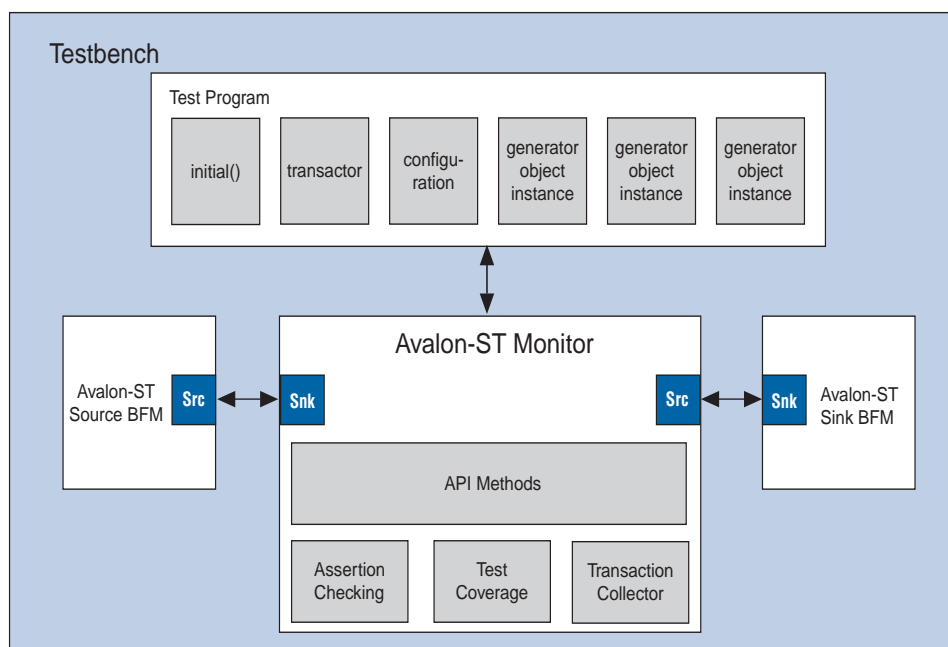 Testbench
Test Program
initial()
transactor
configu-
ration
generator
object
instance
generator
object
instance
generator
object
instance
Avalon-ST Monitor
Avalon-ST
Source BFM
Src
Snk
Src
Snk
Avalon-ST
Sink BFM
API Methods
Assertion
Checking
Test
Coverage
Transaction
Collector